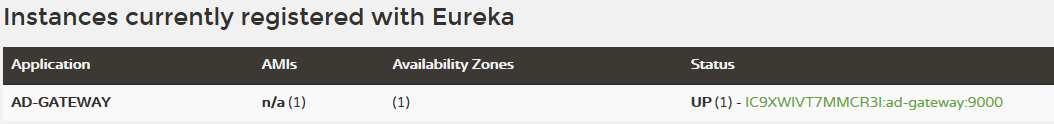 Instances currently registered with Eureka
Application AMIs Availability Zones Status
AD-GATEWAY n/a (1) (1) UP (1) - IC9XWIVT7MMCR3I:ad-gateway:9000